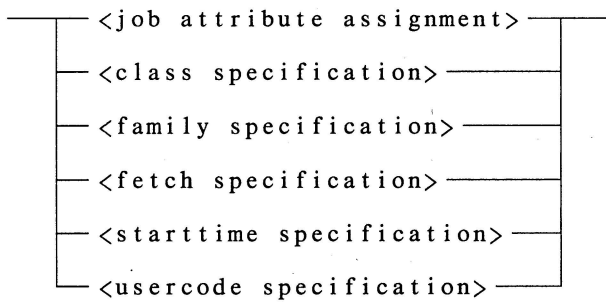 <job attribute assignment>
<class specification>
<family specification>
<fetch specification>
<starttime specification>
<usercode specification>